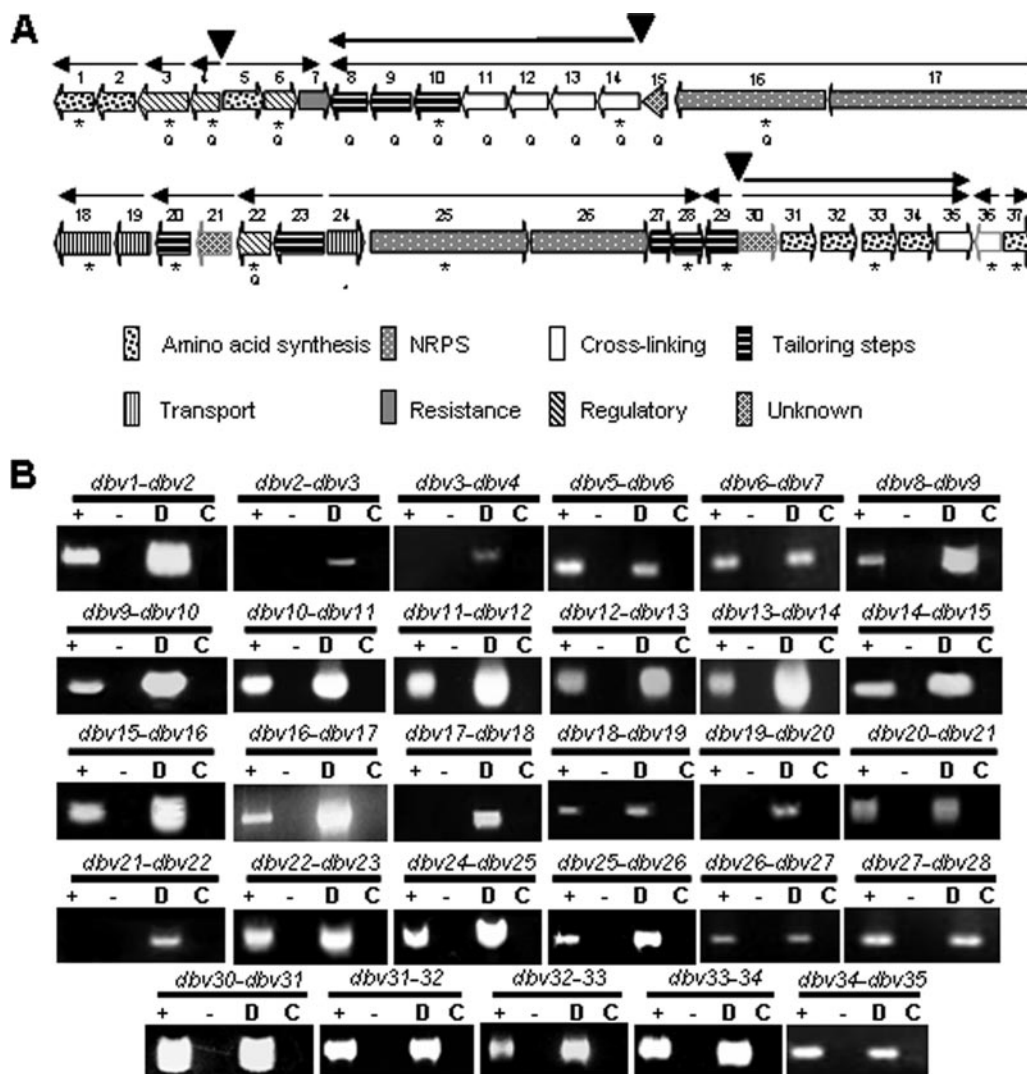 A
1 2 3 4 5 6 7 8 9 10 11 12 13 14 15 16 17
* * * * * * *
Q Q Q Q Q Q Q Q Q Q Q Q
18 19 20 21 22 23 24 25 26 27 28 29 30 31 32 33 34 35 36 37
* * * * * * * * *
Q
Amino acid synthesis NRPS Cross-linking Tailoring steps
Transport Resistance Regulatory Unknown
B
dbv1-dbv2 dbv2-dbv3 dbv3-dbv4 dbv5-dbv6 dbv6-dbv7 dbv8-dbv9
+ - D C + - D C + - D C + - D C + - D C + - D C
dbv9-dbv10 dbv10-dbv11 dbv11-dbv12 dbv12-dbv13 dbv13-dbv14 dbv14-dbv15
+ - D C + - D C + - D C + - D C + - D C + - D C
dbv15-dbv16 dbv16-dbv17 dbv17-dbv18 dbv18-dbv19 dbv19-dbv20 dbv20-dbv21
+ - D C + - D C + - D C + - D C + - D C + - D C
dbv21-dbv22 dbv22-dbv23 dbv24-dbv25 dbv25-dbv26 dbv26-dbv27 dbv27-dbv28
+ - D C + - D C + - D C + - D C + - D C + - D C
dbv30-dbv31 dbv31-32 dbv32-33 dbv33-34 dbv34-dbv35
+ - D C + - D C + - D C + - D C + - D C